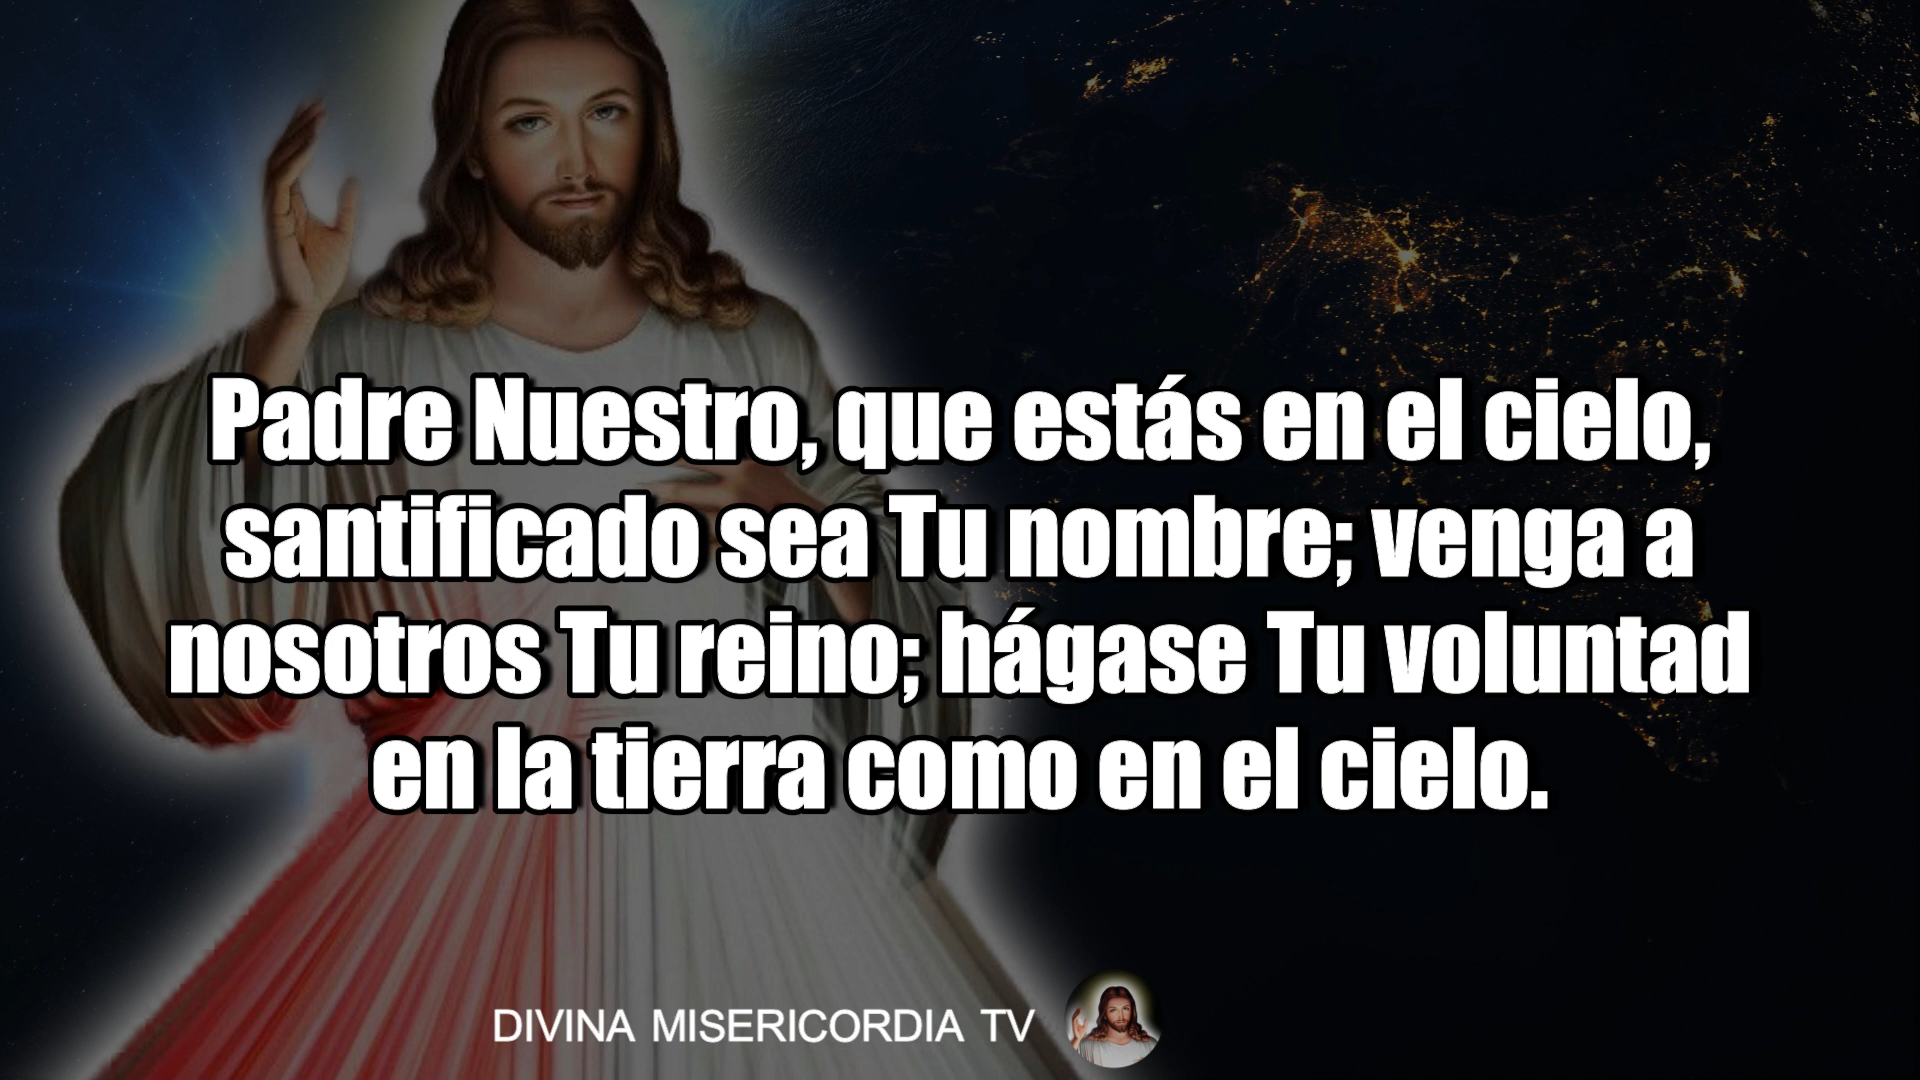 Padre Nuestro, que estás en el cielo,
santificado sea Tu nombre; venga a
nosotros Tu reino; hágase Tu voluntad
en la tierra como en el cielo.
DIVINA MISERICORDIA TV